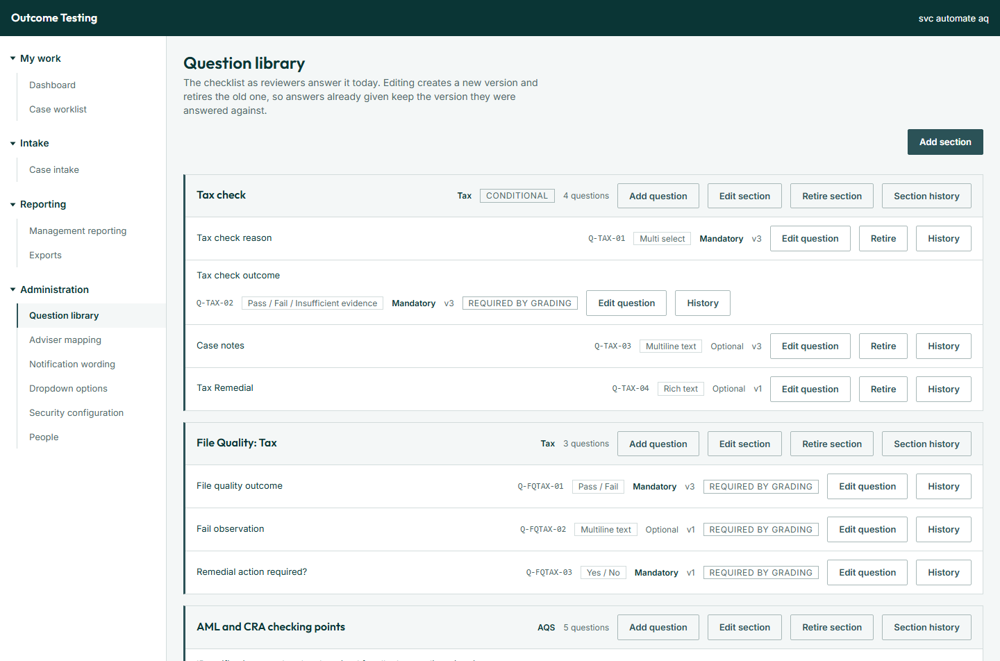 Outcome Testing
svc automate aq
My work
Dashboard
Case worklist
Intake
Case intake
Reporting
Management reporting
Exports
Administration
Question library
Adviser mapping
Notification wording
Dropdown options
Security configuration
People
Question library
The checklist as reviewers answer it today. Editing creates a new version and
retires the old one, so answers already given keep the version they were
answered against.
Add section
Tax check Tax CONDITIONAL 4 questions Add question Edit section Retire section Section history
Tax check reason Q-TAX-01 Multi select Mandatory v3 Edit question Retire History
Tax check outcome
Q-TAX-02 Pass / Fail / Insufficient evidence Mandatory v3 REQUIRED BY GRADING Edit question History
Case notes Q-TAX-03 Multiline text Optional v3 Edit question Retire History
Tax Remedial Q-TAX-04 Rich text Optional v1 Edit question Retire History
File Quality: Tax Tax 3 questions Add question Edit section Retire section Section history
File quality outcome Q-FQTAX-01 Pass / Fail Mandatory v3 REQUIRED BY GRADING Edit question History
Fail observation Q-FQTAX-02 Multiline text Optional v1 REQUIRED BY GRADING Edit question History
Remedial action required? Q-FQTAX-03 Yes / No Mandatory v1 REQUIRED BY GRADING Edit question History
AML and CRA checking points AQS 5 questions Add question Edit section Retire section Section history